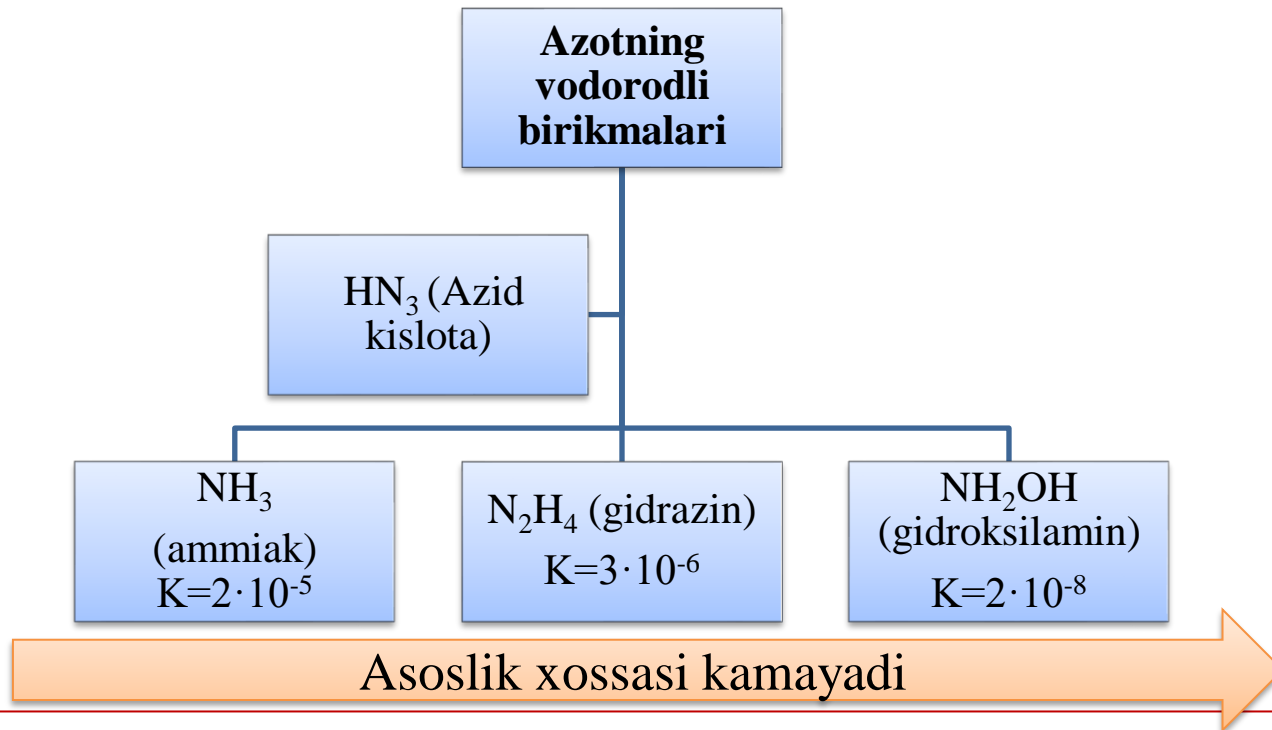 Azotning
vodorodli
birikmalari
HN₃ (Azid
kislota)
NH₃
(ammiak)
K=2·10⁻⁵
N₂H₄ (gidrazin)
K=3·10⁻⁶
NH₂OH
(gidroksilamin)
K=2·10⁻⁸
Asoslik xossasi kamayadi